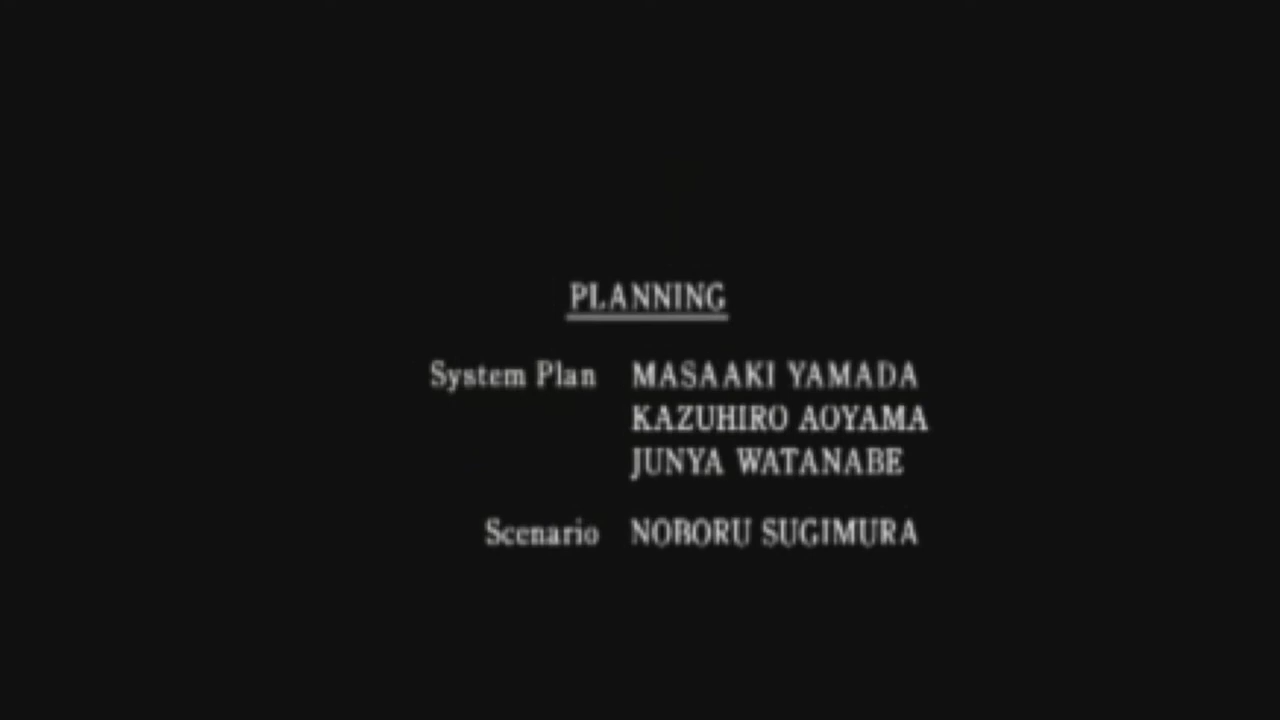 PLANNING
System Plan MASAAKI YAMADA
KAZUHIRO AOYAMA
JUNYA WATANABE
Scenario NOBORU SUGIMURA